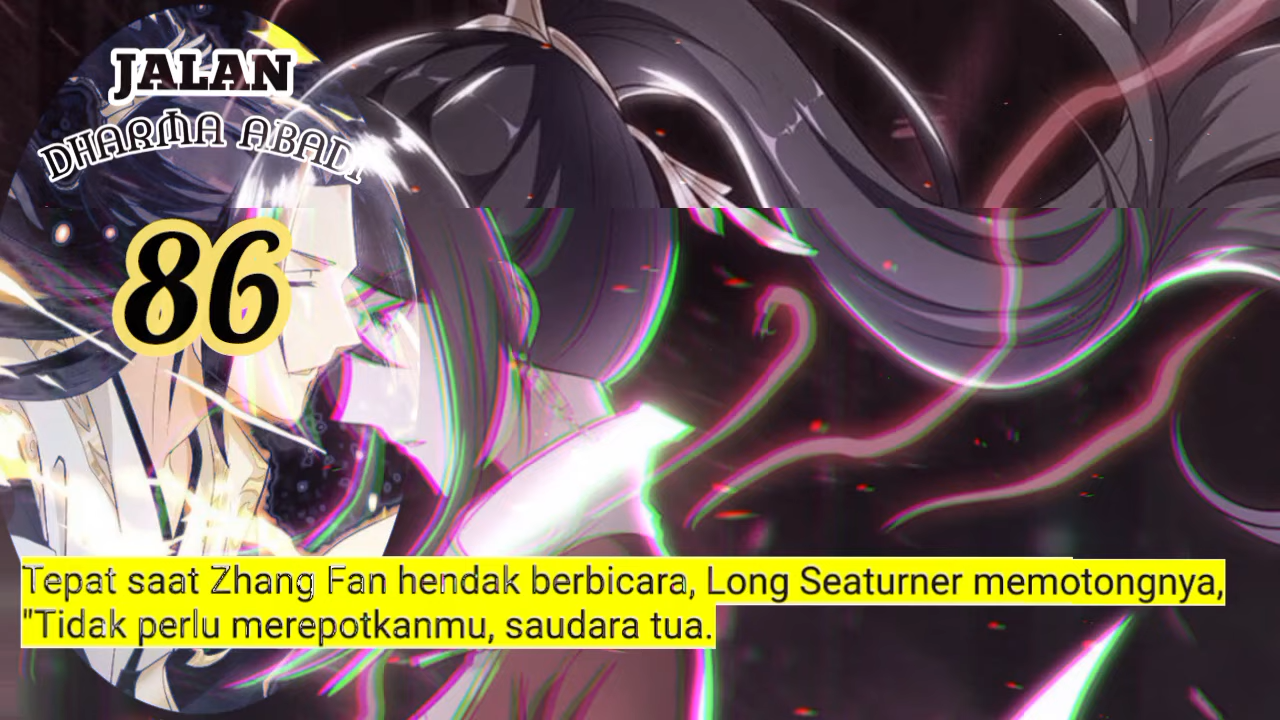 JALAN
DHARMA ABADI
86
Tepat saat Zhang Fan hendak berbicara, Long Seaturner memotongnya,
"Tidak perlu merepotkanmu, saudara tua.